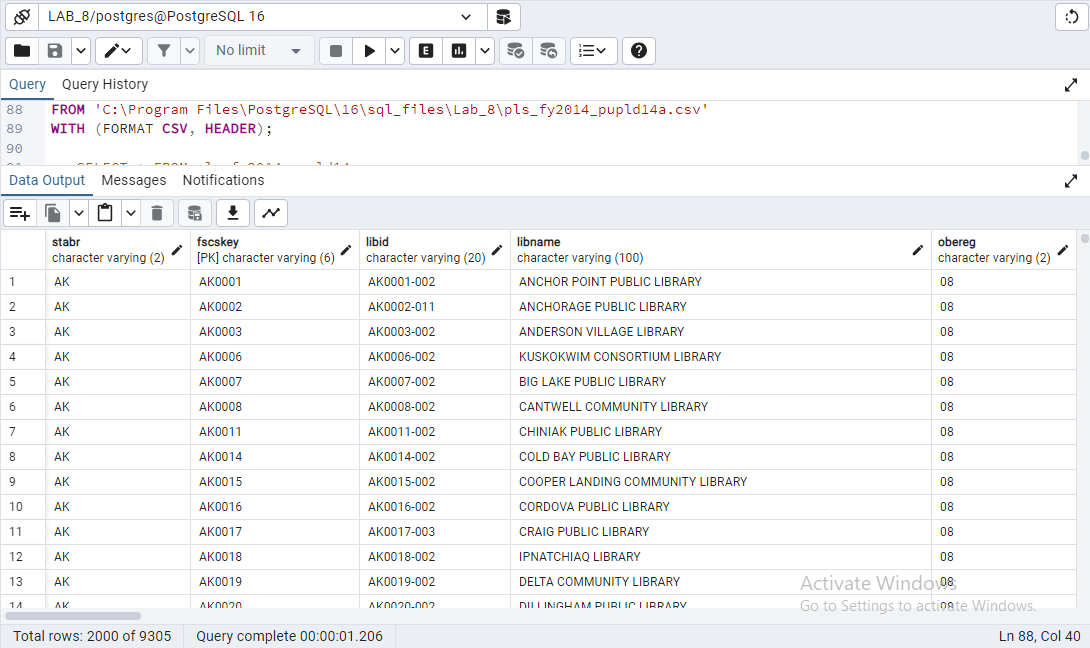 LAB_8/postgres@PostgreSQL 16
No limit
E
Query Query History
88 FROM 'C:\Program Files\PostgreSQL\16\sql_files\Lab_8\pls_fy2014_pupld14a.csv'
89 WITH (FORMAT CSV, HEADER);
90
Data Output Messages Notifications
stabr fscskey libid libname obereg
character varying (2) [PK] character varying (6) character varying (20) character varying (100) character varying (2)
1 AK AK0001 AK0001-002 ANCHOR POINT PUBLIC LIBRARY 08
2 AK AK0002 AK0002-011 ANCHORAGE PUBLIC LIBRARY 08
3 AK AK0003 AK0003-002 ANDERSON VILLAGE LIBRARY 08
4 AK AK0006 AK0006-002 KUSKOKWIM CONSORTIUM LIBRARY 08
5 AK AK0007 AK0007-002 BIG LAKE PUBLIC LIBRARY 08
6 AK AK0008 AK0008-002 CANTWELL COMMUNITY LIBRARY 08
7 AK AK0011 AK0011-002 CHINIAK PUBLIC LIBRARY 08
8 AK AK0014 AK0014-002 COLD BAY PUBLIC LIBRARY 08
9 AK AK0015 AK0015-002 COOPER LANDING COMMUNITY LIBRARY 08
10 AK AK0016 AK0016-002 CORDOVA PUBLIC LIBRARY 08
11 AK AK0017 AK0017-003 CRAIG PUBLIC LIBRARY 08
12 AK AK0018 AK0018-002 IPNATCHIAQ LIBRARY 08
13 AK AK0019 AK0019-002 DELTA COMMUNITY LIBRARY 08
14 AK AK0020 AK0020-002 DILLINGHAM PUBLIC LIBRARY 08
Activate Windows
Go to Settings to activate Windows.
Total rows: 2000 of 9305 Query complete 00:00:01.206 Ln 88, Col 40